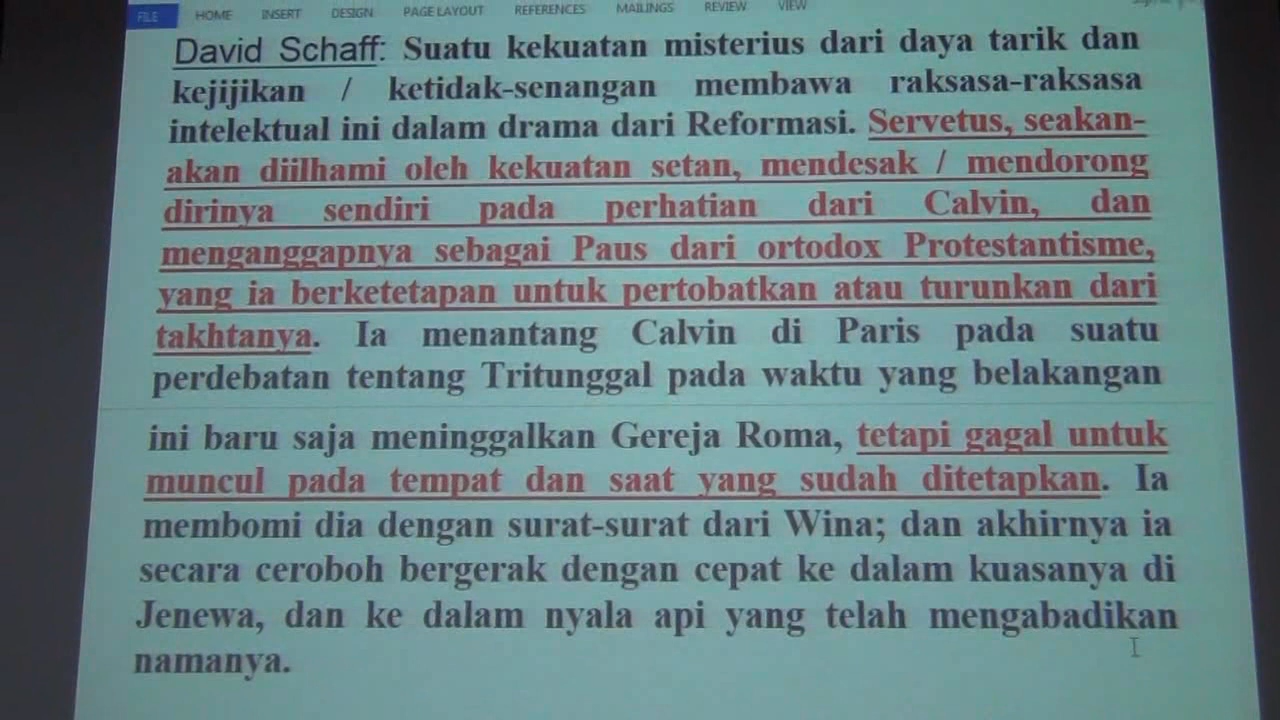 FILE HOME INSERT DESIGN PAGE LAYOUT REFERENCES MAILINGS REVIEW VIEW
David Schaff: Suatu kekuatan misterius dari daya tarik dan
kejijikan / ketidak-senangan membawa raksasa-raksasa
intelektual ini dalam drama dari Reformasi. Servetus, seakan-
akan diilhami oleh kekuatan setan, mendesak / mendorong
dirinya sendiri pada perhatian dari Calvin, dan
menganggapnya sebagai Paus dari ortodox Protestantisme,
yang ia berketetapan untuk pertobatkan atau turunkan dari
takhtanya. Ia menantang Calvin di Paris pada suatu
perdebatan tentang Tritunggal pada waktu yang belakangan
ini baru saja meninggalkan Gereja Roma, tetapi gagal untuk
muncul pada tempat dan saat yang sudah ditetapkan. Ia
membomi dia dengan surat-surat dari Wina; dan akhirnya ia
secara ceroboh bergerak dengan cepat ke dalam kuasanya di
Jenewa, dan ke dalam nyala api yang telah mengabadikan
namanya.